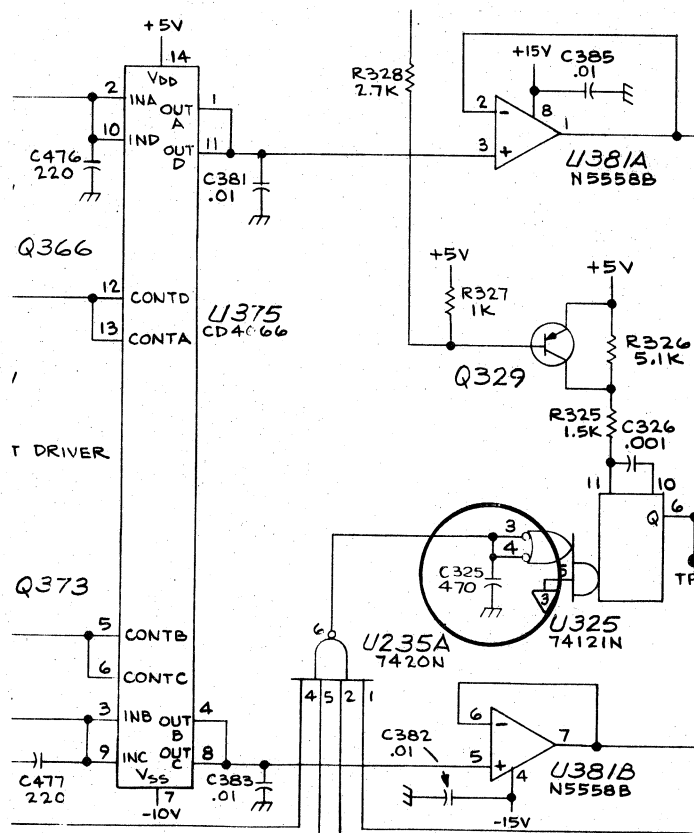 +5V
14
VDD
2
INA
1
OUT
A
10
IND
11
OUT
D
C476
220
C381
.01
Q366
12
CONTD
13
CONTA
U375
CD4066
R328
2.7K
+15V
C385
.01
2
-
8
1
3
+
U381A
N5558B
+5V
R327
1K
+5V
Q329
R326
5.1K
R325
1.5K
C326
.001
11
10
Q
6
T DRIVER
3
4
C325
470
5
3
U325
74121N
TP
Q373
5
CONTB
6
CONTC
6
U235A
7420N
4
5
2
1
3
INB
OUT
B
4
9
INC
OUT
C
8
VSS
7
-10V
C477
220
C383
.01
C382
.01
6
-
7
5
+
4
U381B
N5558B
-15V